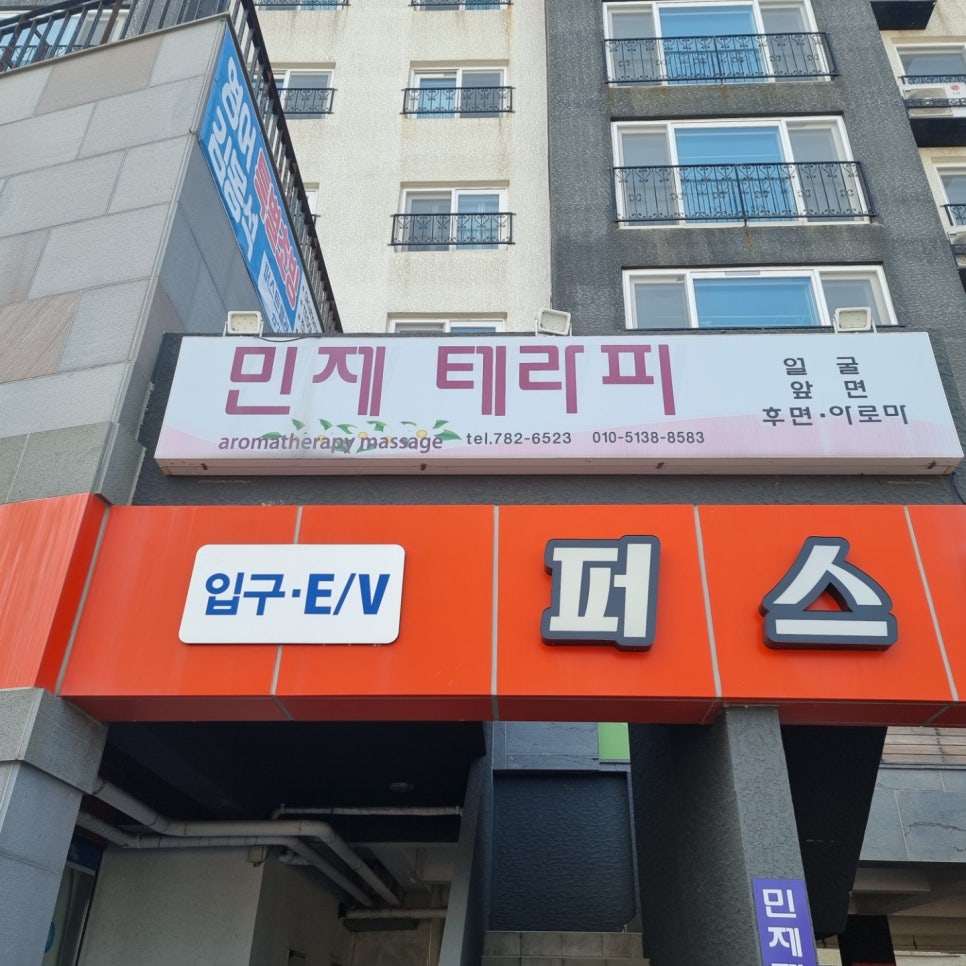 민제 테라피
aromatherapy massage tel.782-6523 010-5138-8583
얼굴
앞면
후면·아로마
입구·E/V
퍼스
민제